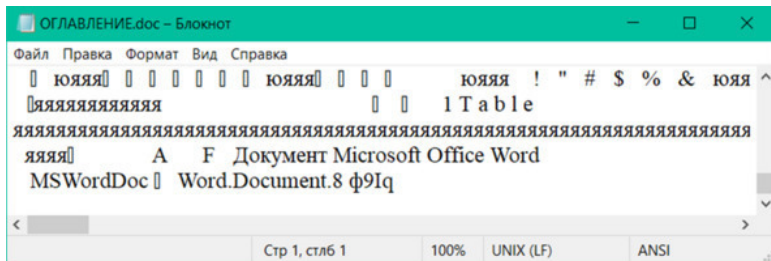 ОГЛАВЛЕНИЕ.doc – Блокнот
Файл Правка Формат Вид Справка
▯ юяяя▯ ▯ ▯ ▯ ▯ ▯ ▯ юяяя▯ ▯ ▯ ▯ юяяя ! " # $ % & юяя
▯яяяяяяяяяяяя ▯ ▯ 1 T a b l e
яяяяяяяяяяяяяяяяяяяяяяяяяяяяяяяяяяяяяяяяяяяяяяяяяяяяяяяяя
яяяя▯ A F Документ Microsoft Office Word
MSWordDoc ▯ Word.Document.8 ф9Iq
Стр 1, стлб 1 100% UNIX (LF) ANSI